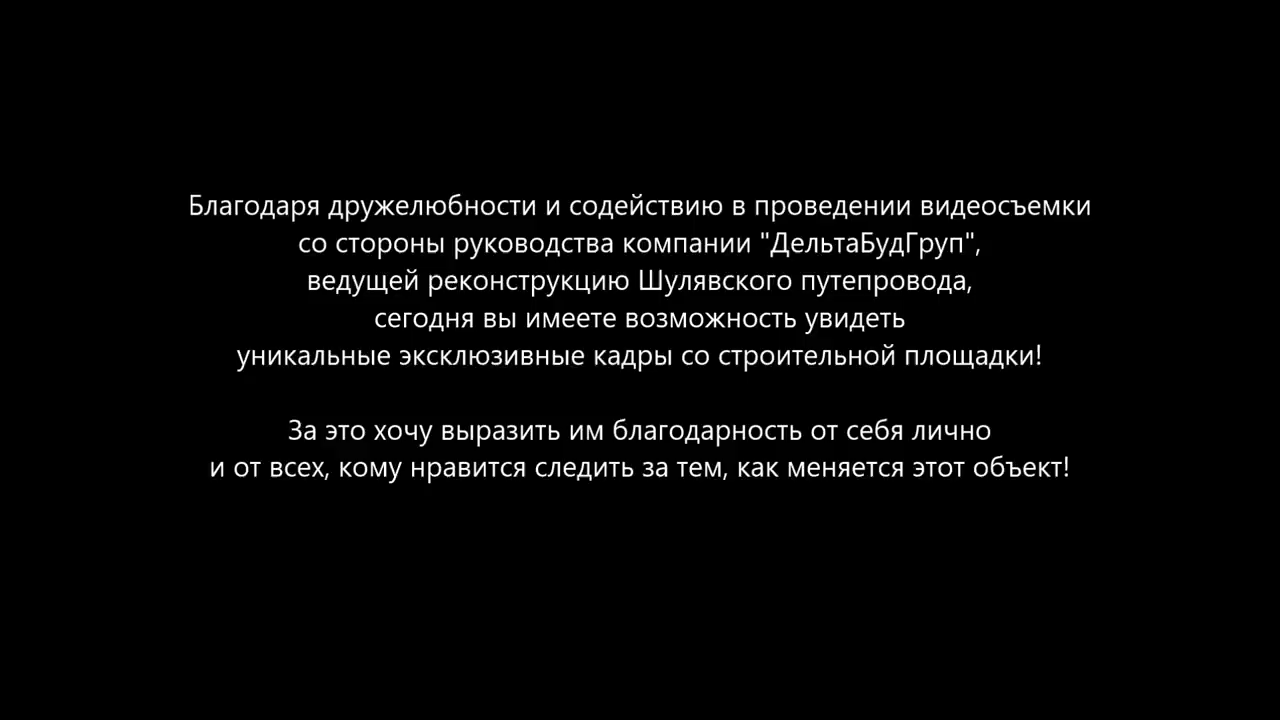 Благодаря дружелюбности и содействию в проведении видеосъемки
со стороны руководства компании "ДельтаБудГруп",
ведущей реконструкцию Шулявского путепровода,
сегодня вы имеете возможность увидеть
уникальные эксклюзивные кадры со строительной площадки!
За это хочу выразить им благодарность от себя лично
и от всех, кому нравится следить за тем, как меняется этот объект!